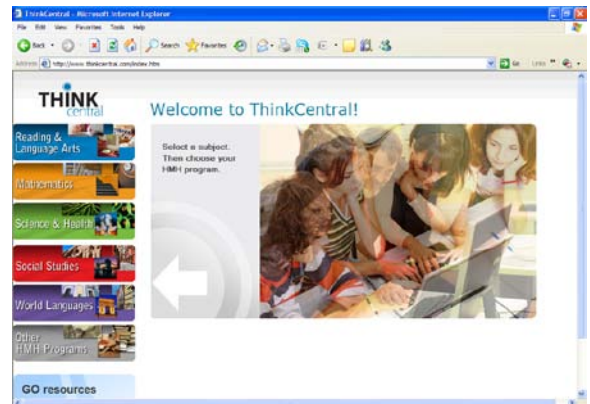 ThinkCentral - Microsoft Internet Explorer
File Edit View Favorites Tools Help
Back Search Favorites
Address http://www.thinkcentral.com/index.htm Go Links »
THINK
central
Welcome to ThinkCentral!
Reading &
Language Arts
Select a subject.
Then choose your
HMH program.
Mathematics
Science & Health
Social Studies
World Languages
Other
HMH Programs
GO resources